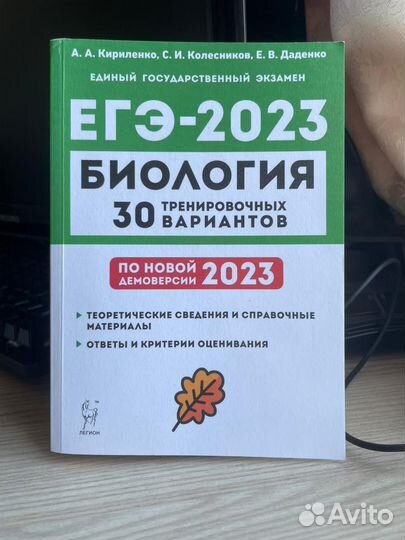 А. А. Кириленко, С. И. Колесников, Е. В. Даденко
ЕДИНЫЙ ГОСУДАРСТВЕННЫЙ ЭКЗАМЕН
ЕГЭ-2023
БИОЛОГИЯ
30 ТРЕНИРОВОЧНЫХ
ВАРИАНТОВ
ПО НОВОЙ
ДЕМОВЕРСИИ 2023
ТЕОРЕТИЧЕСКИЕ СВЕДЕНИЯ И СПРАВОЧНЫЕ
МАТЕРИАЛЫ
ОТВЕТЫ И КРИТЕРИИ ОЦЕНИВАНИЯ
ЛЕГИОН
Avito